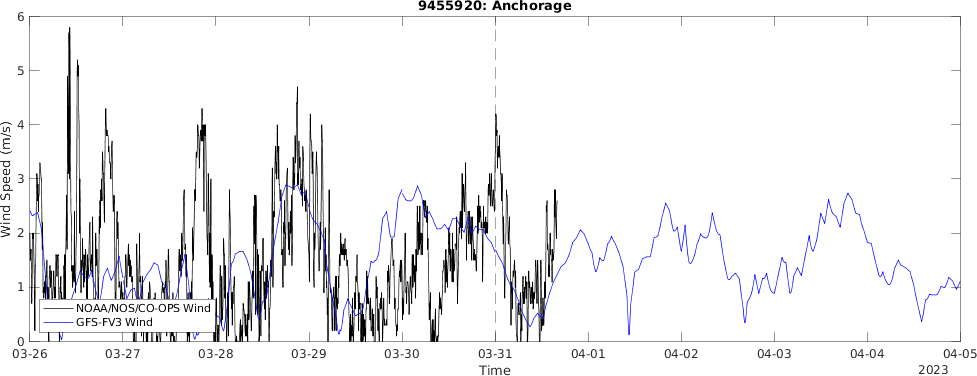 9455920: Anchorage
6
5
4
3
2
1
0
Wind Speed (m/s)
NOAA/NOS/CO-OPS Wind
GFS-FV3 Wind
03-26 03-27 03-28 03-29 03-30 03-31 04-01 04-02 04-03 04-04 04-05
Time
2023